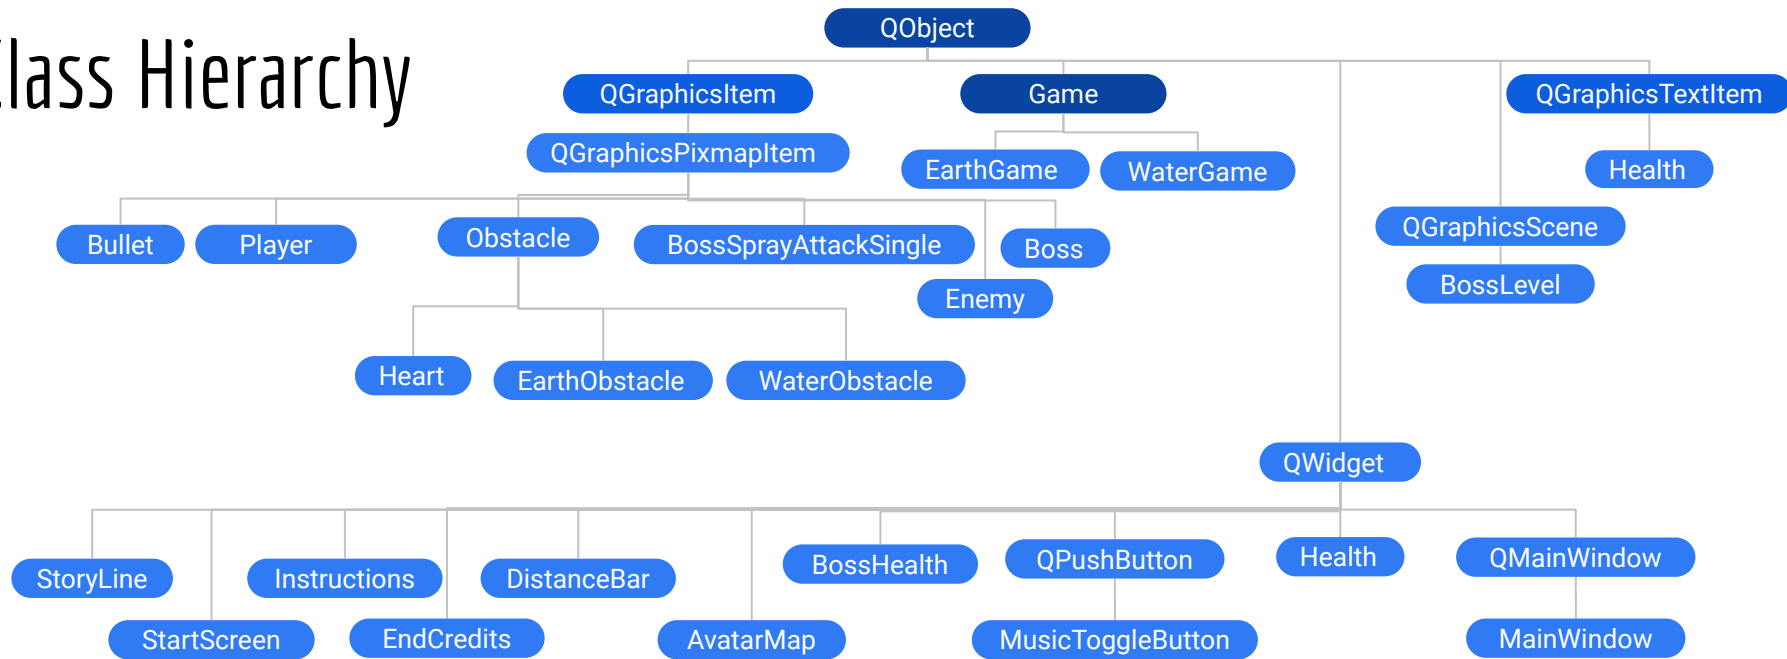 lass Hierarchy
QObject
QGraphicsItem
Game
QGraphicsTextItem
QGraphicsPixmapItem
EarthGame
WaterGame
Health
Bullet
Player
Obstacle
BossSprayAttackSingle
Boss
QGraphicsScene
Enemy
BossLevel
Heart
EarthObstacle
WaterObstacle
QWidget
StoryLine
Instructions
DistanceBar
BossHealth
QPushButton
Health
QMainWindow
StartScreen
EndCredits
AvatarMap
MusicToggleButton
MainWindow